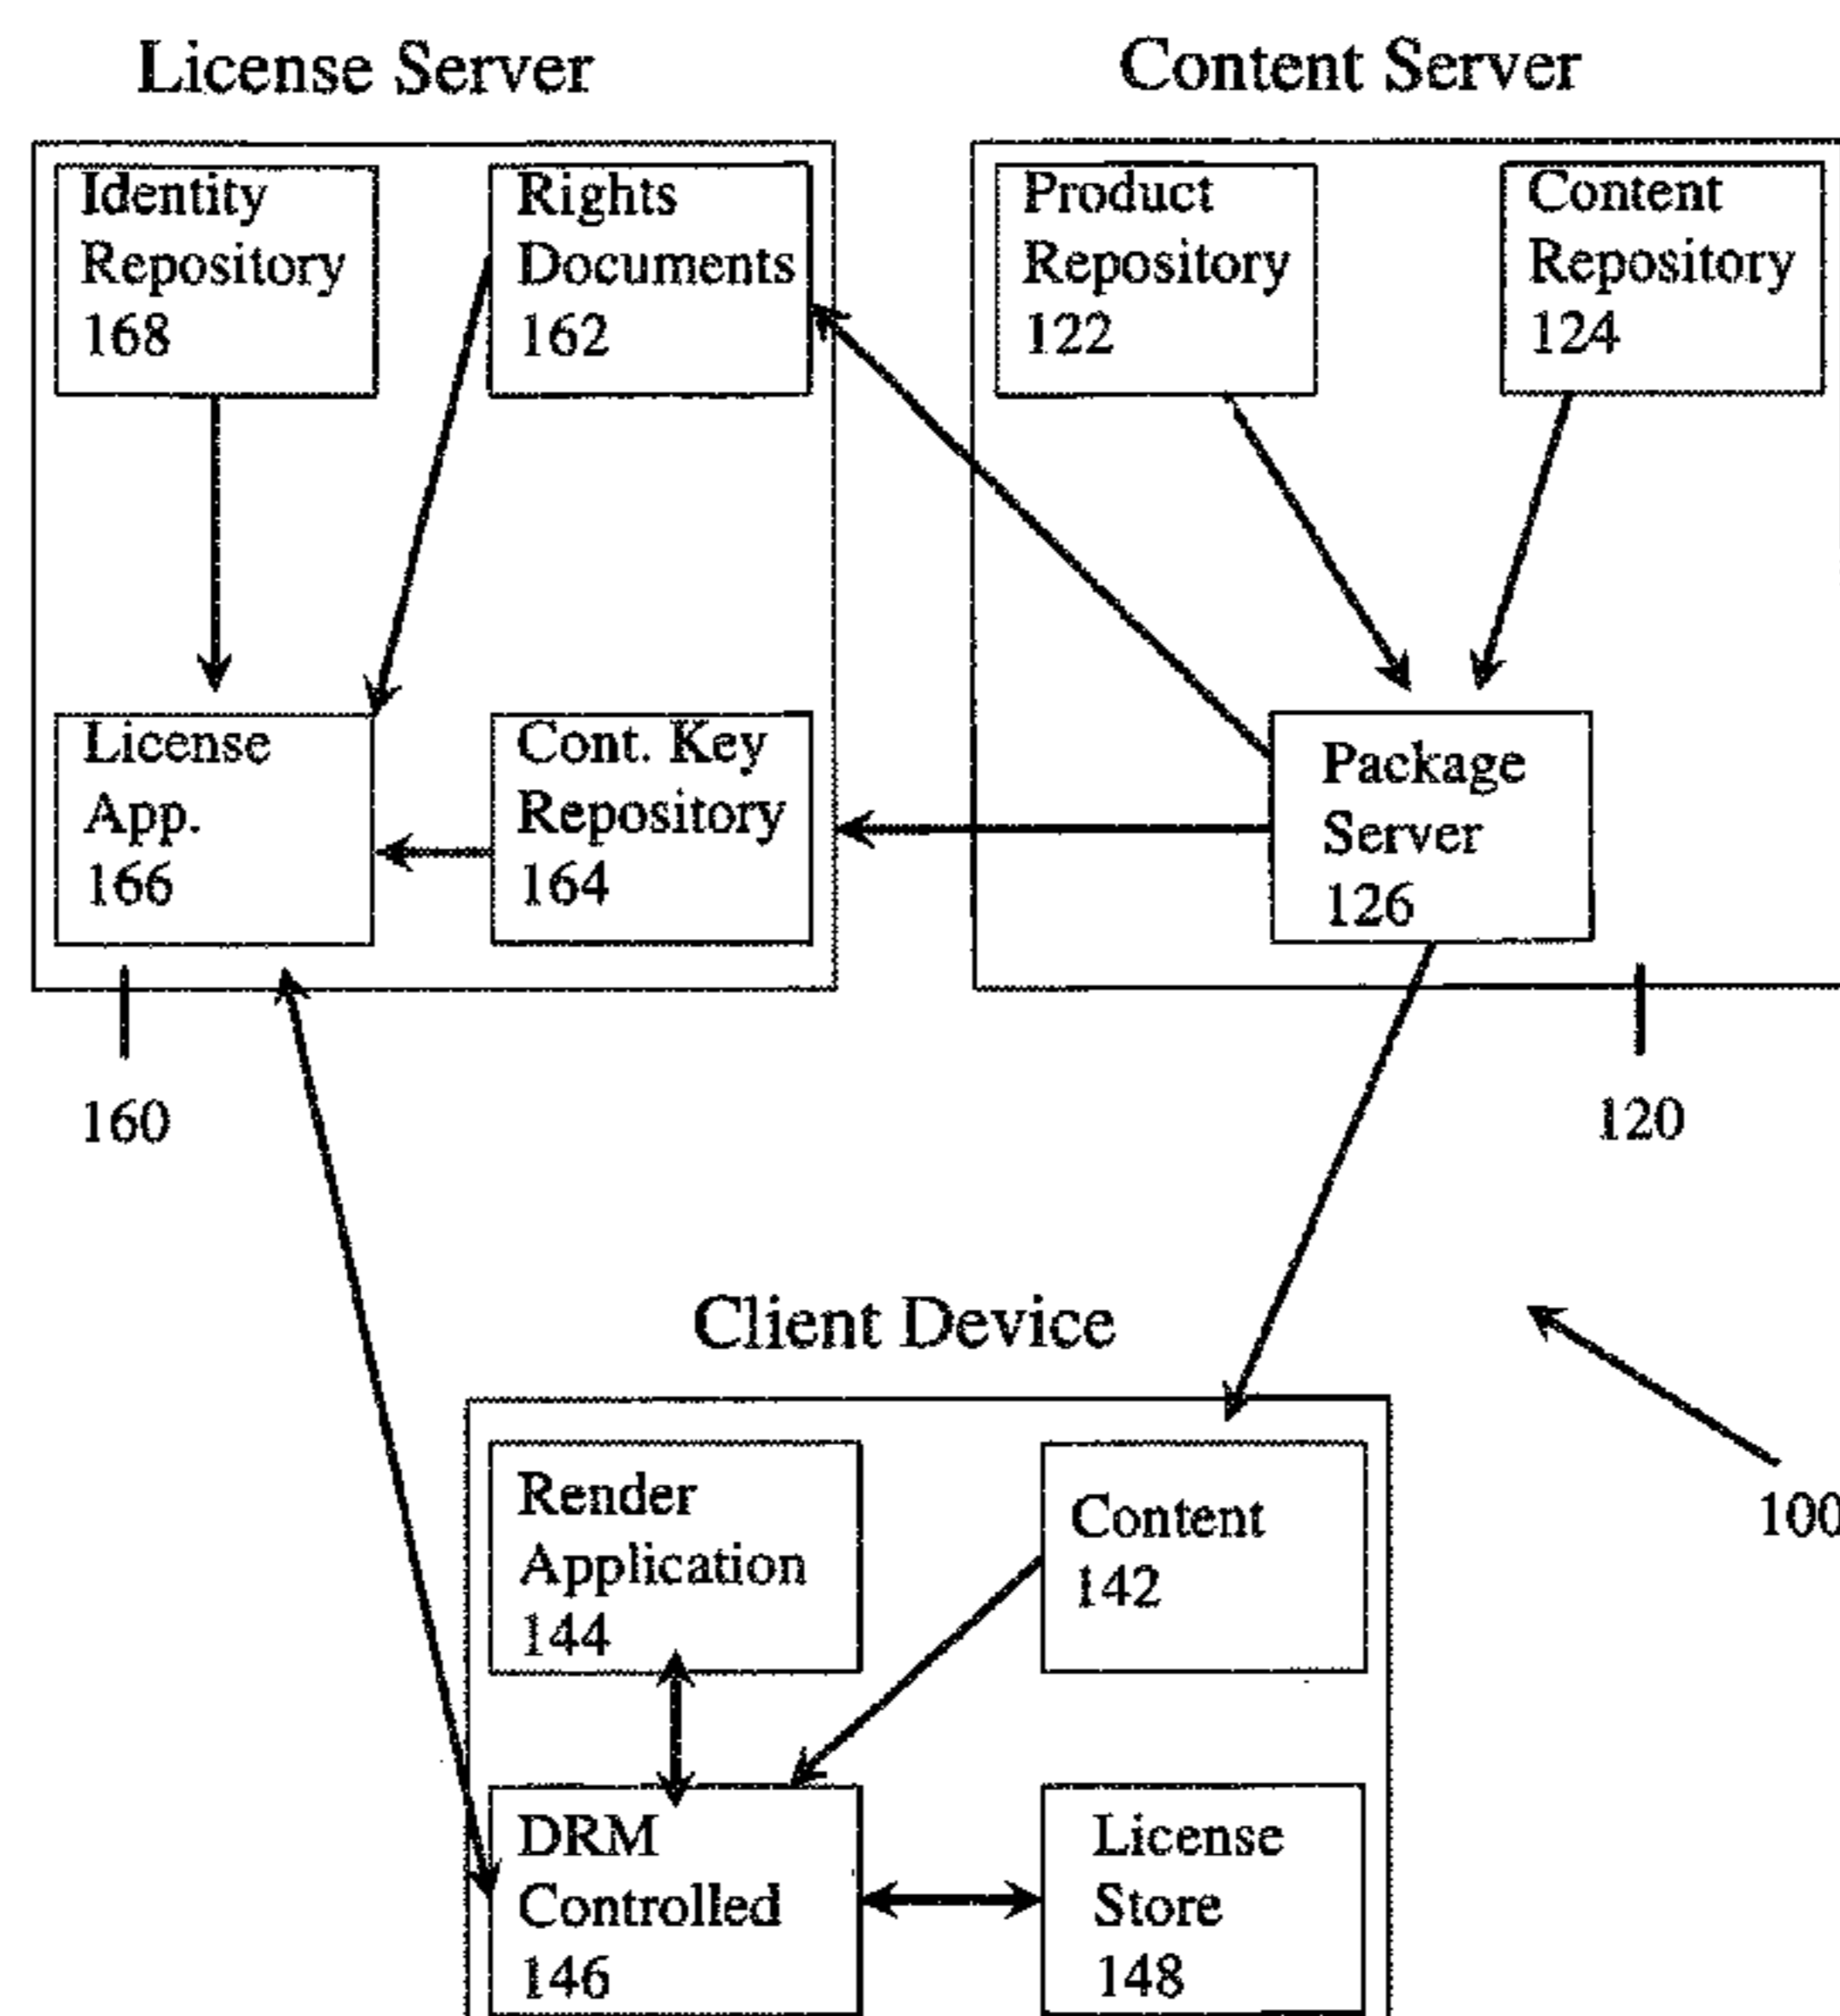 License Server
Content Server
Identity
Repository
168
Rights
Documents
162
Product
Repository
122
Content
Repository
124
License
App.
166
Cont. Key
Repository
164
Package
Server
126
160
120
Client Device
100
Render
Application
144
Content
142
DRM
Controlled
146
License
Store
148